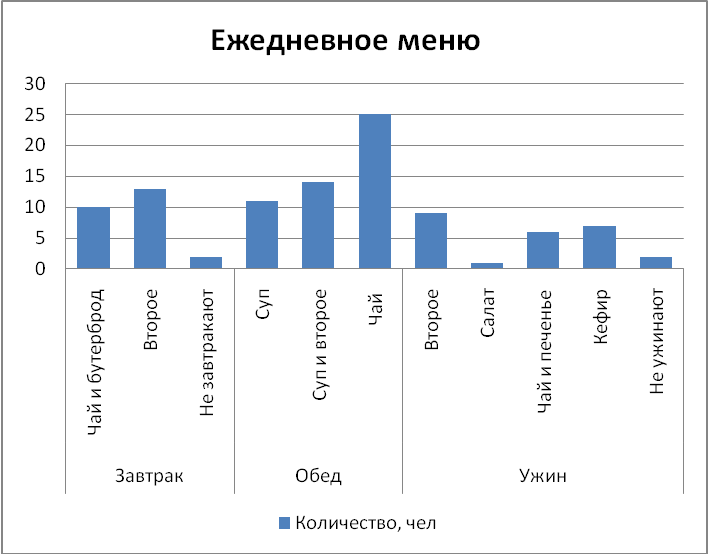 Ежедневное меню
30
25
20
15
10
5
0
Чай и бутерброд
Второе
Не завтракают
Суп
Суп и второе
Чай
Второе
Салат
Чай и печенье
Кефир
Не ужинают
Завтрак
Обед
Ужин
Количество, чел